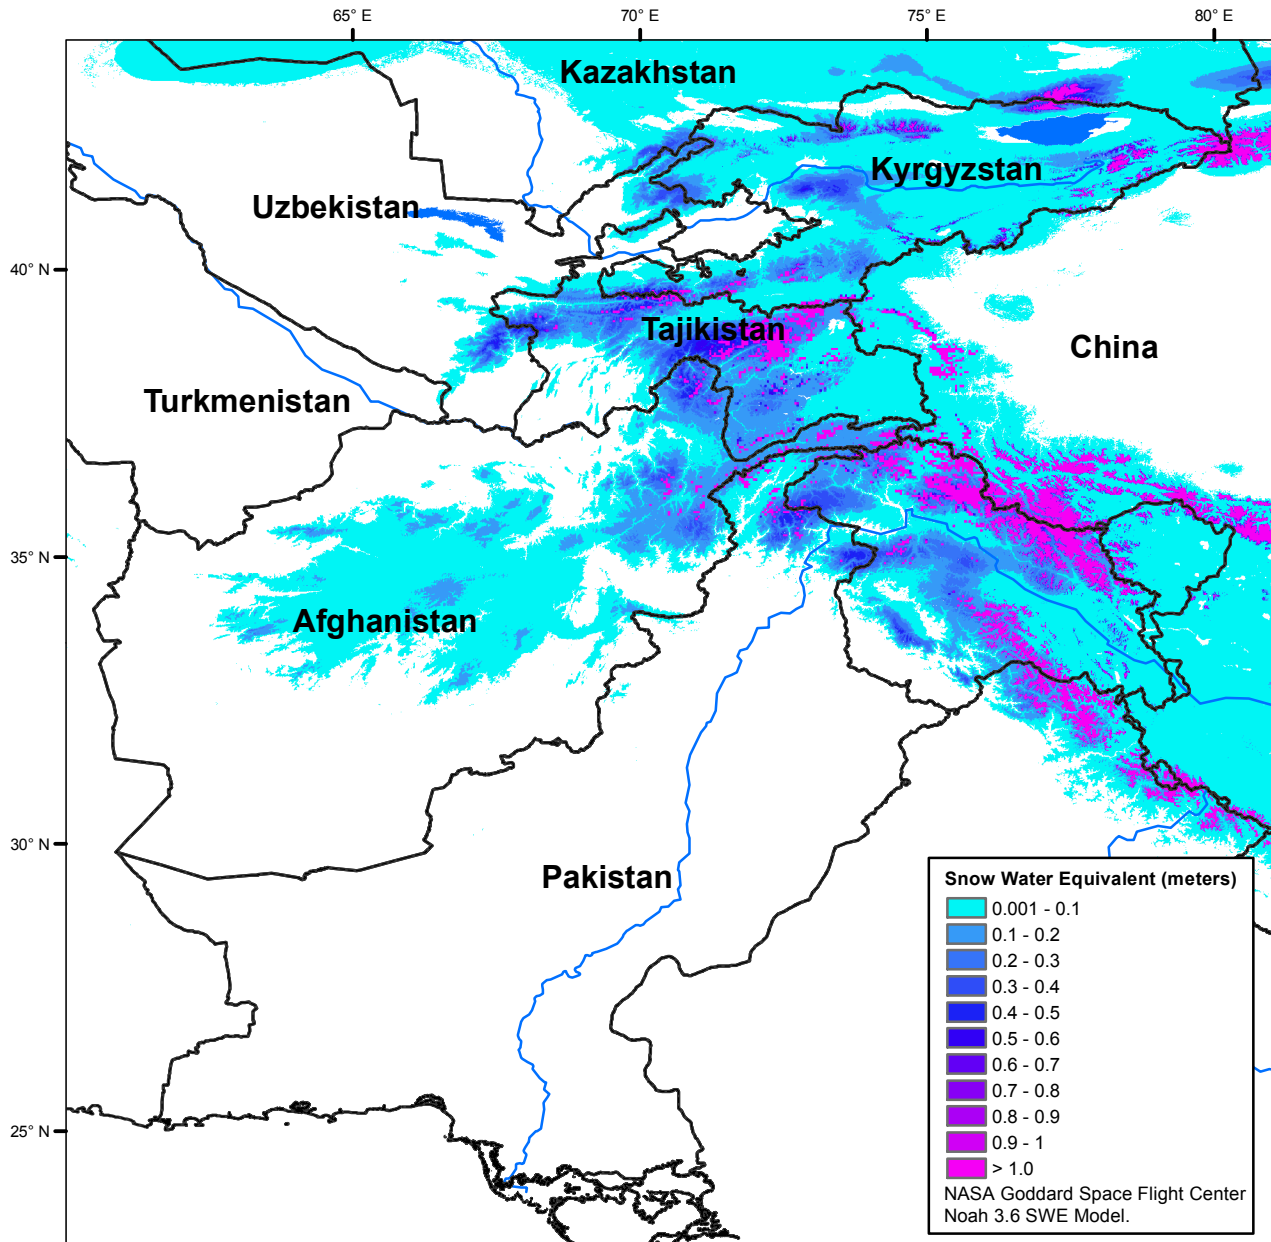 65° E
70° E
75° E
80° E
Kazakhstan
Kyrgyzstan
Uzbekistan
40° N
Tajikistan
China
Turkmenistan
35° N
Afghanistan
30° N
Pakistan
Snow Water Equivalent (meters)
0.001 - 0.1
0.1 - 0.2
0.2 - 0.3
0.3 - 0.4
0.4 - 0.5
0.5 - 0.6
0.6 - 0.7
0.7 - 0.8
0.8 - 0.9
0.9 - 1
> 1.0
NASA Goddard Space Flight Center
Noah 3.6 SWE Model.
25° N